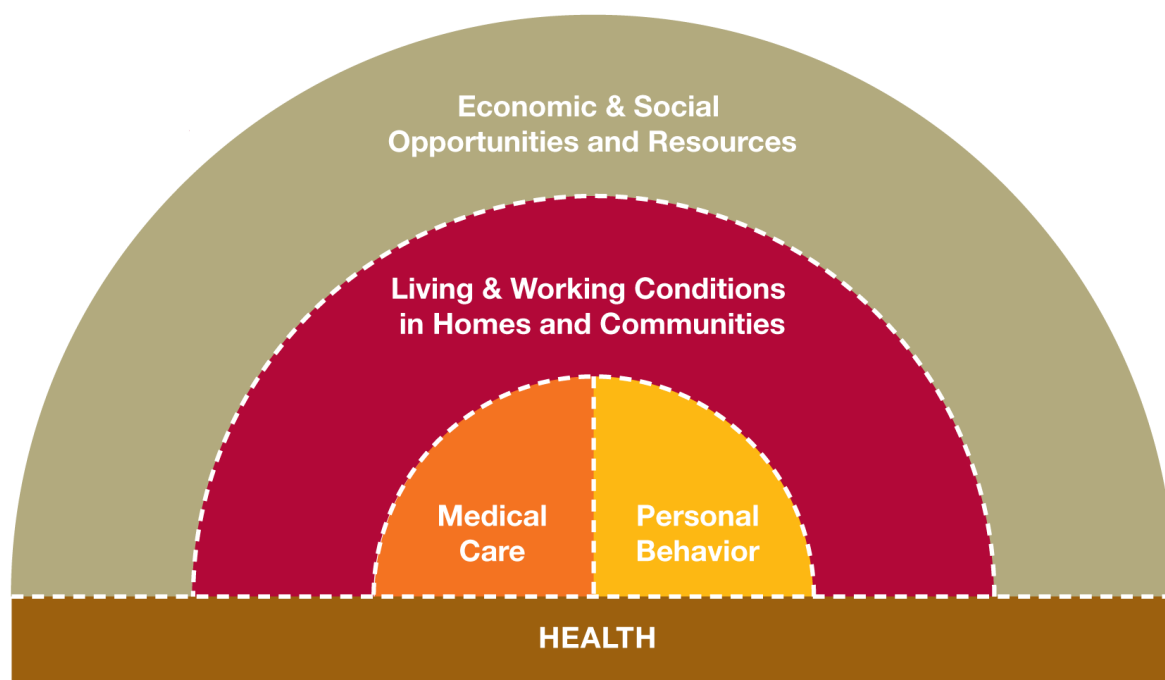 Economic & Social
Opportunities and Resources
Living & Working Conditions
in Homes and Communities
Medical
Care
Personal
Behavior
HEALTH